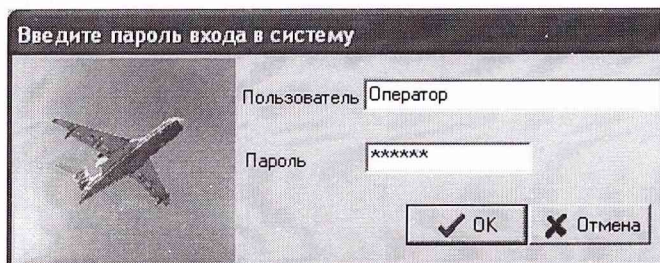 Введите пароль входа в систему
Пользователь Оператор
Пароль ******
OK Отмена